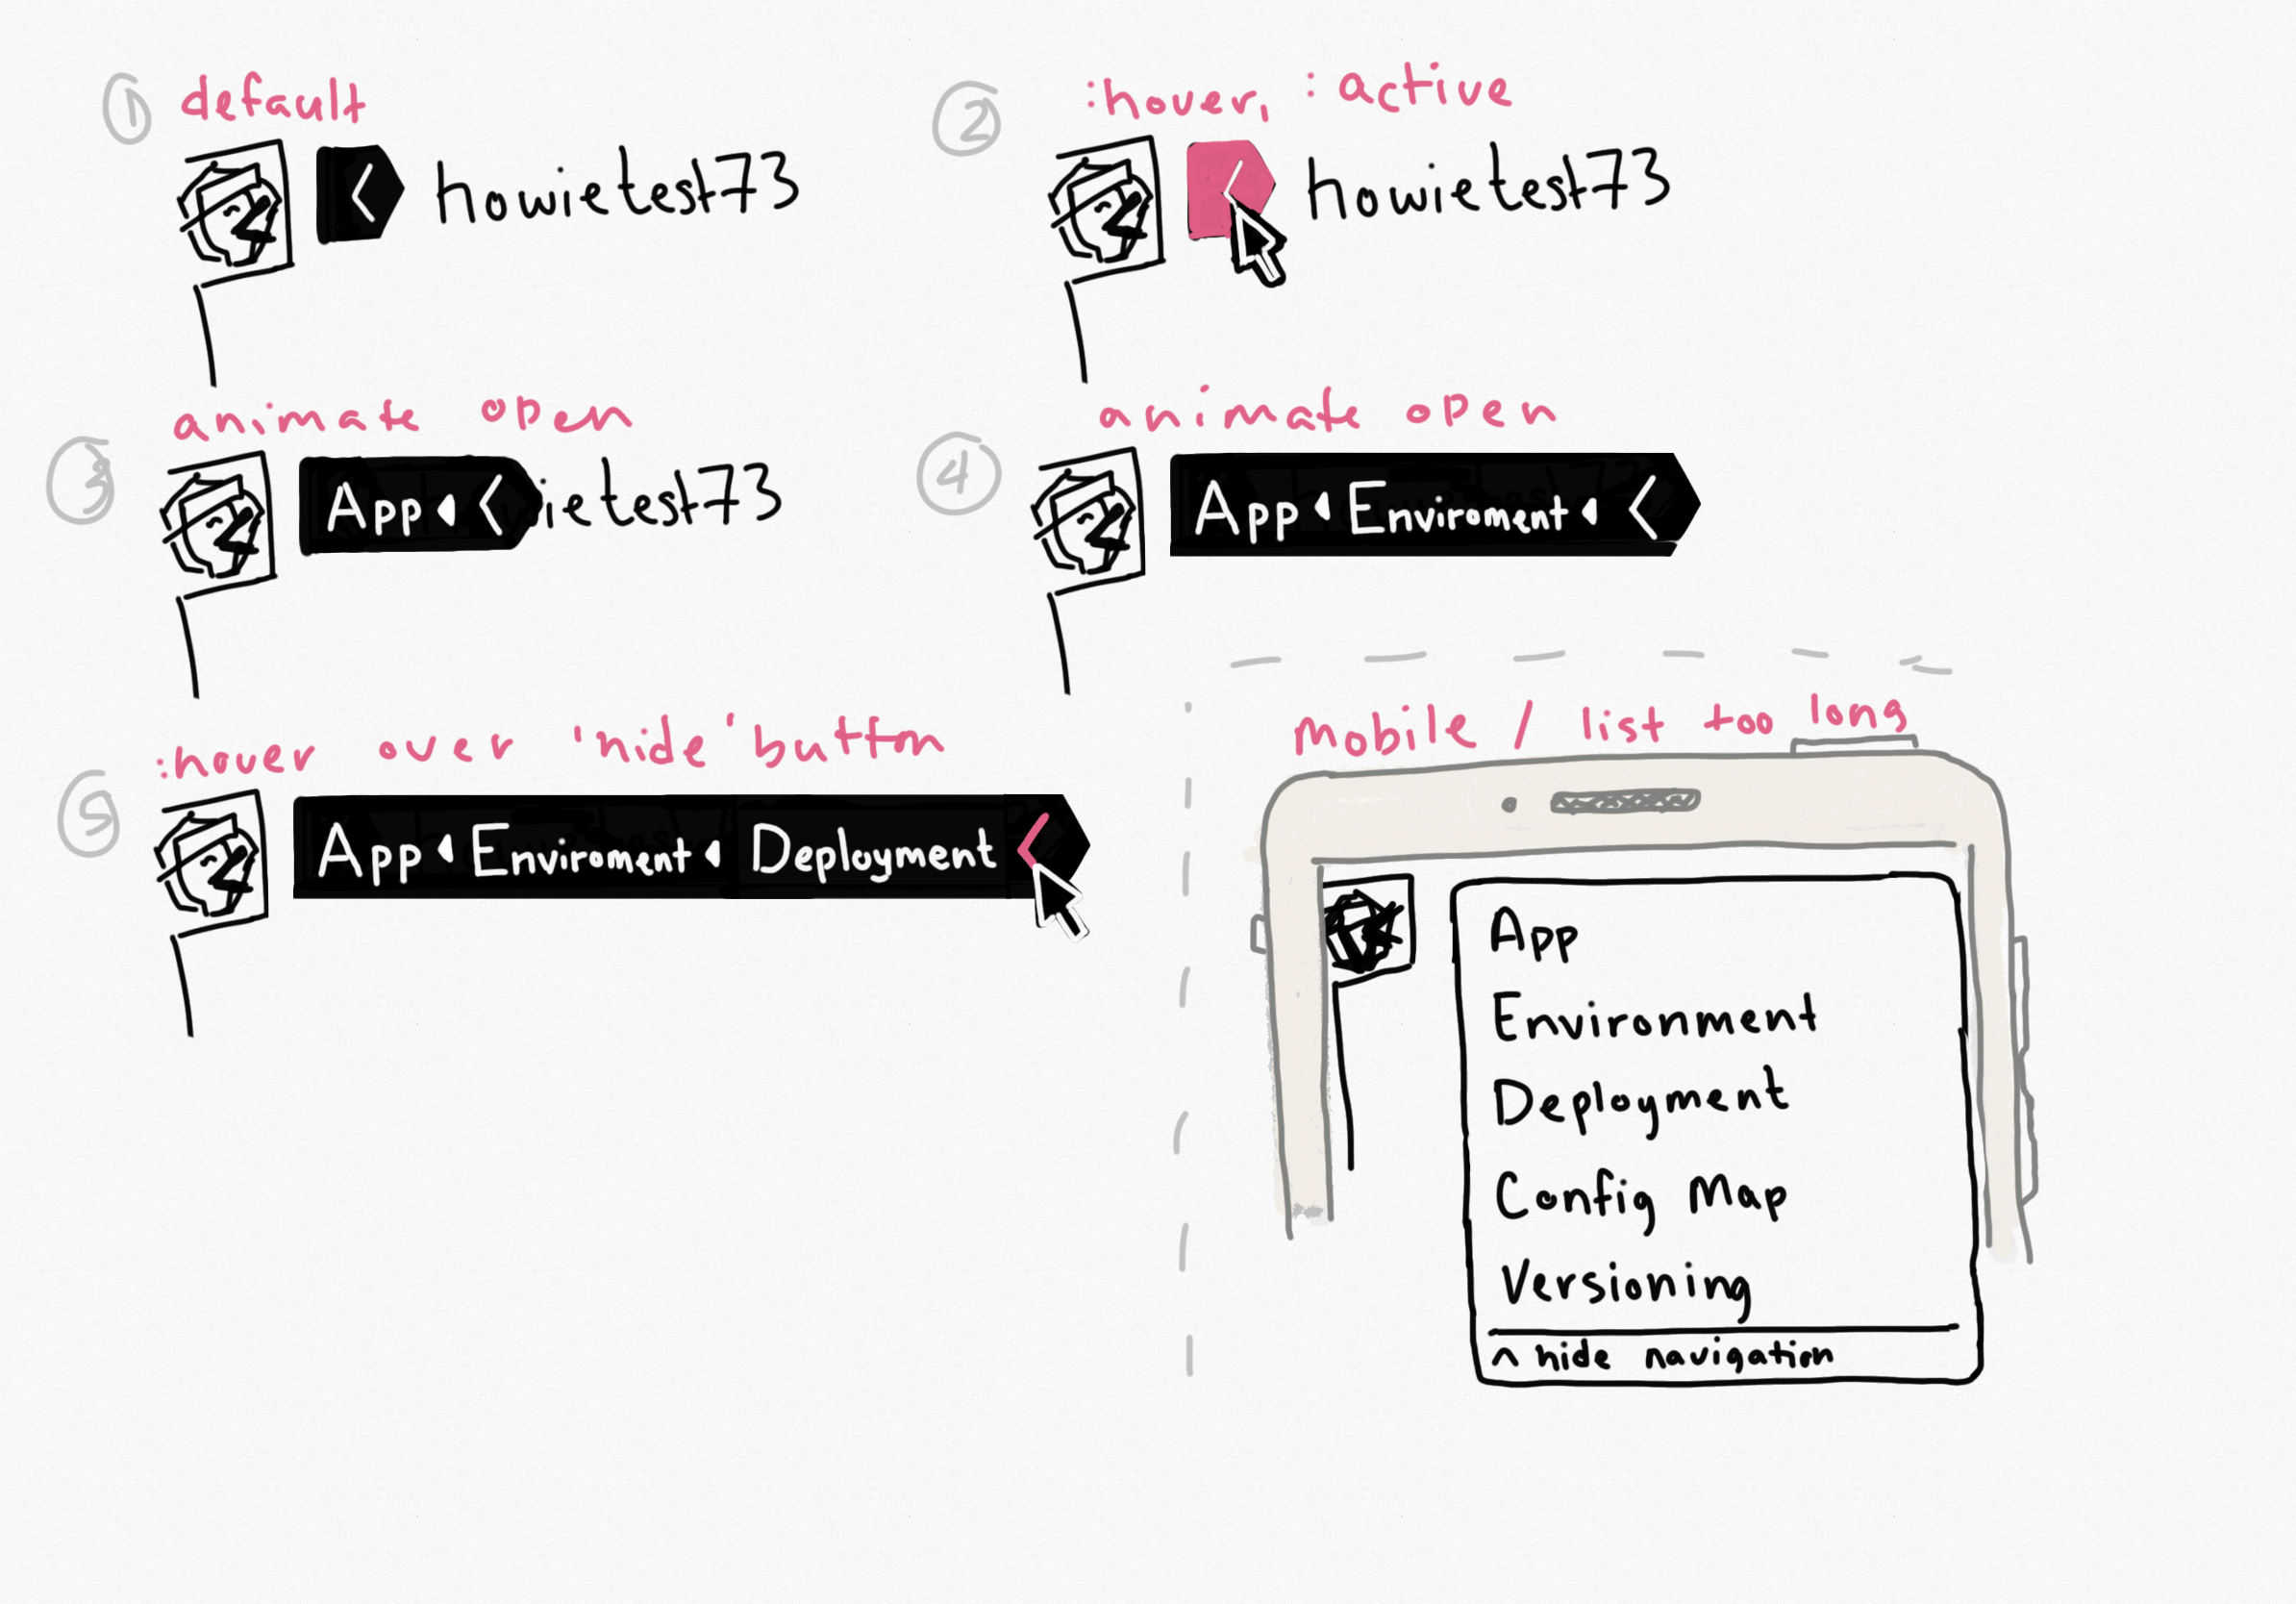 1 default
< howietest73
2 :hover, :active
< howietest73
animate open
3 App < ietest73
animate open
4 App Enviroment <
:hover over 'hide' button
5 App Enviroment Deployment <
mobile / list too long
App
Environment
Deployment
Config Map
Versioning
^ hide navigation